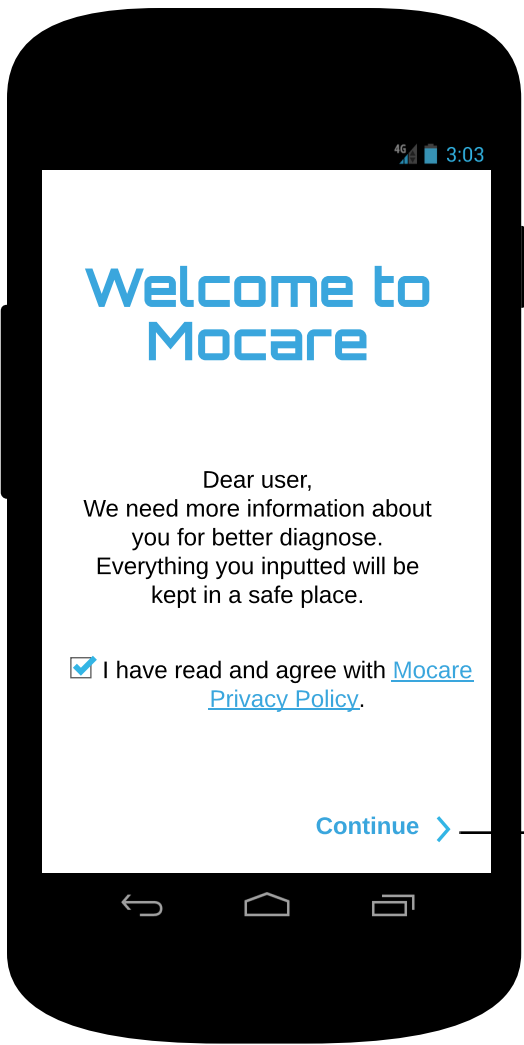 4G 3:03
Welcome to
Mocare
Dear user,
We need more information about
you for better diagnose.
Everything you inputted will be
kept in a safe place.
I have read and agree with Mocare
Privacy Policy.
Continue